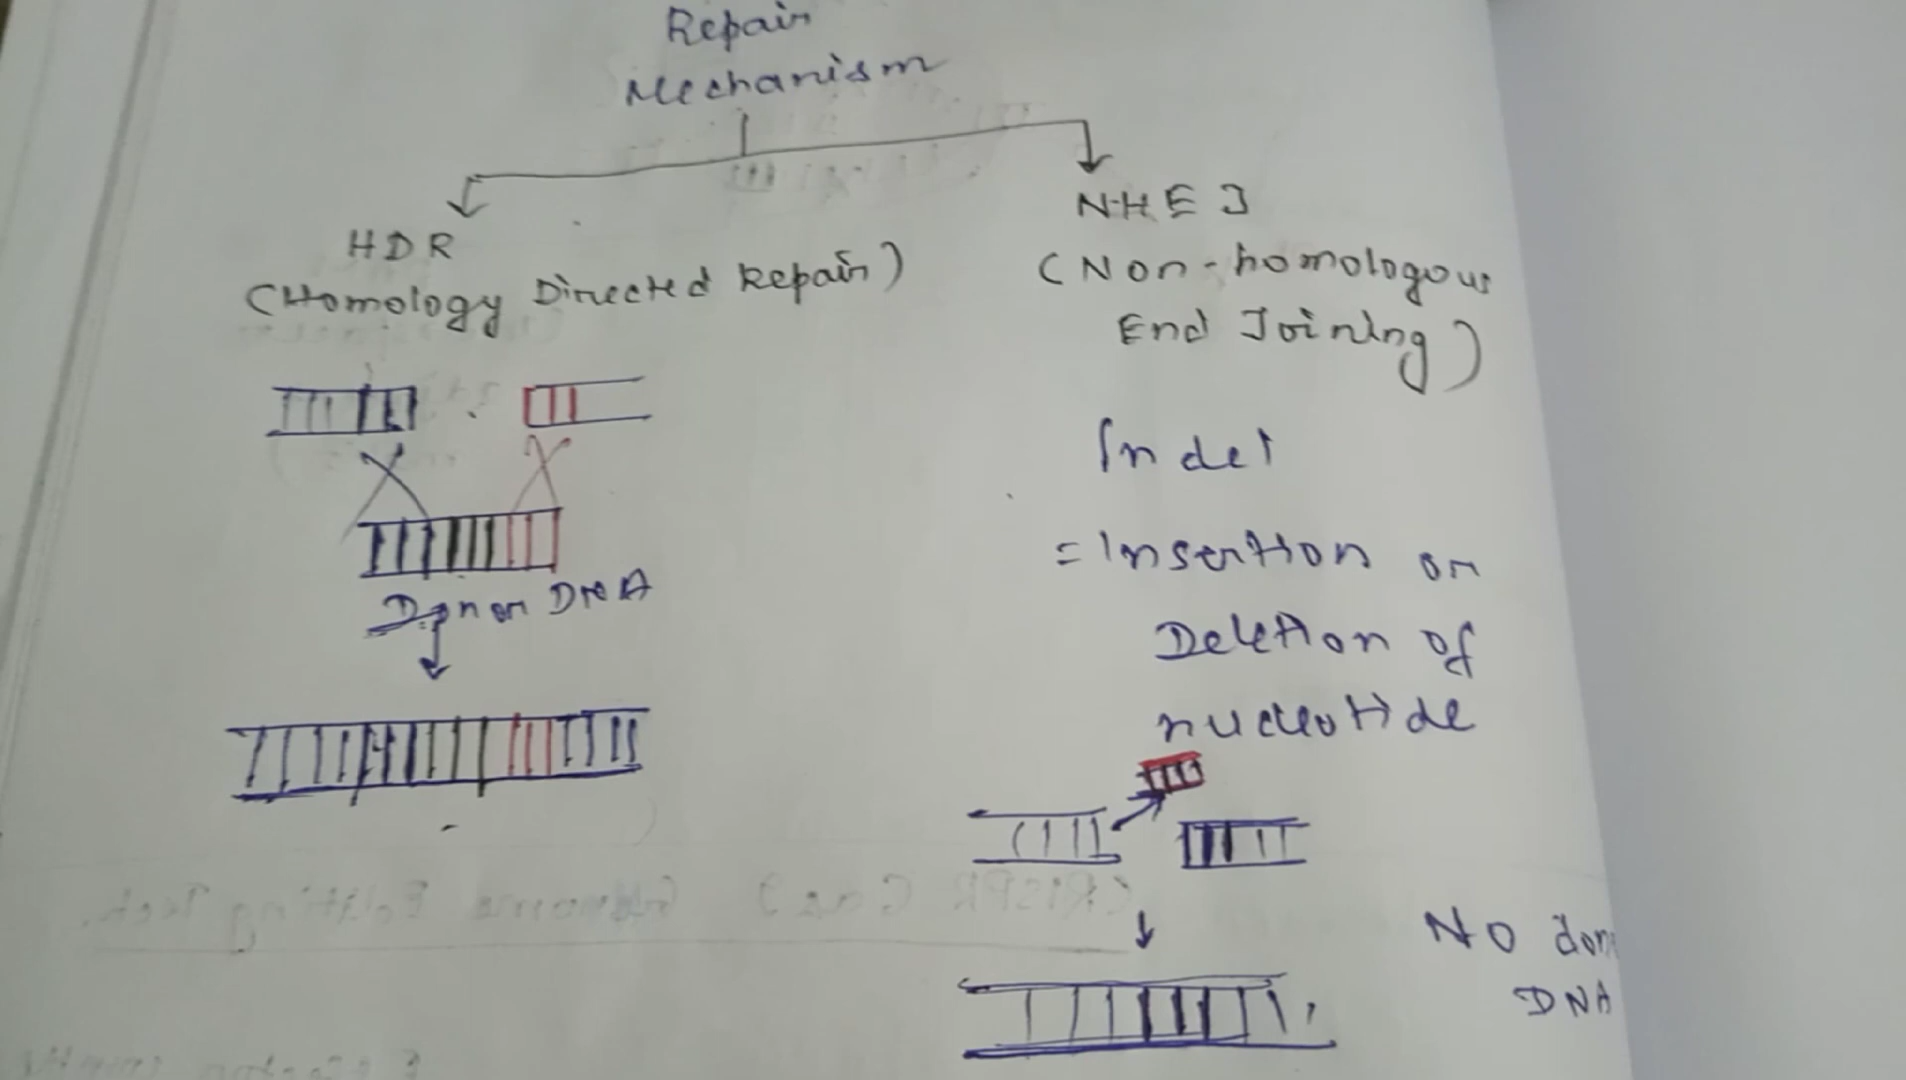 Repair
Mechanism
HDR
(Homology Directed Repair)
Donor DNA
NHEJ
(Non-homologous
End Joining)
Indel
= Insertion or
Deletion of
nucleotide
No
DNA